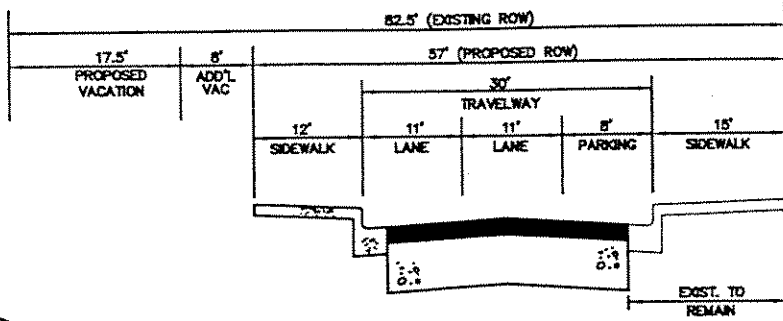 82.5' (EXISTING ROW)
17.5'
PROPOSED
VACATION
8'
ADD'L
VAC
57' (PROPOSED ROW)
30'
TRAVELWAY
12'
SIDEWALK
11'
LANE
11'
LANE
8'
PARKING
15'
SIDEWALK
EXIST. TO
REMAIN